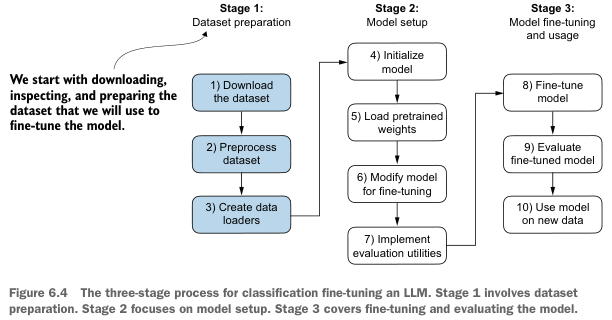 Stage 1:
Dataset preparation
Stage 2:
Model setup
Stage 3:
Model fine-tuning
and usage
We start with downloading,
inspecting, and preparing the
dataset that we will use to
fine-tune the model.
1) Download
the dataset
2) Preprocess
dataset
3) Create data
loaders
4) Initialize
model
5) Load pretrained
weights
6) Modify model
for fine-tuning
7) Implement
evaluation utilities
8) Fine-tune
model
9) Evaluate
fine-tuned model
10) Use model
on new data
Figure 6.4 The three-stage process for classification fine-tuning an LLM. Stage 1 involves dataset
preparation. Stage 2 focuses on model setup. Stage 3 covers fine-tuning and evaluating the model.